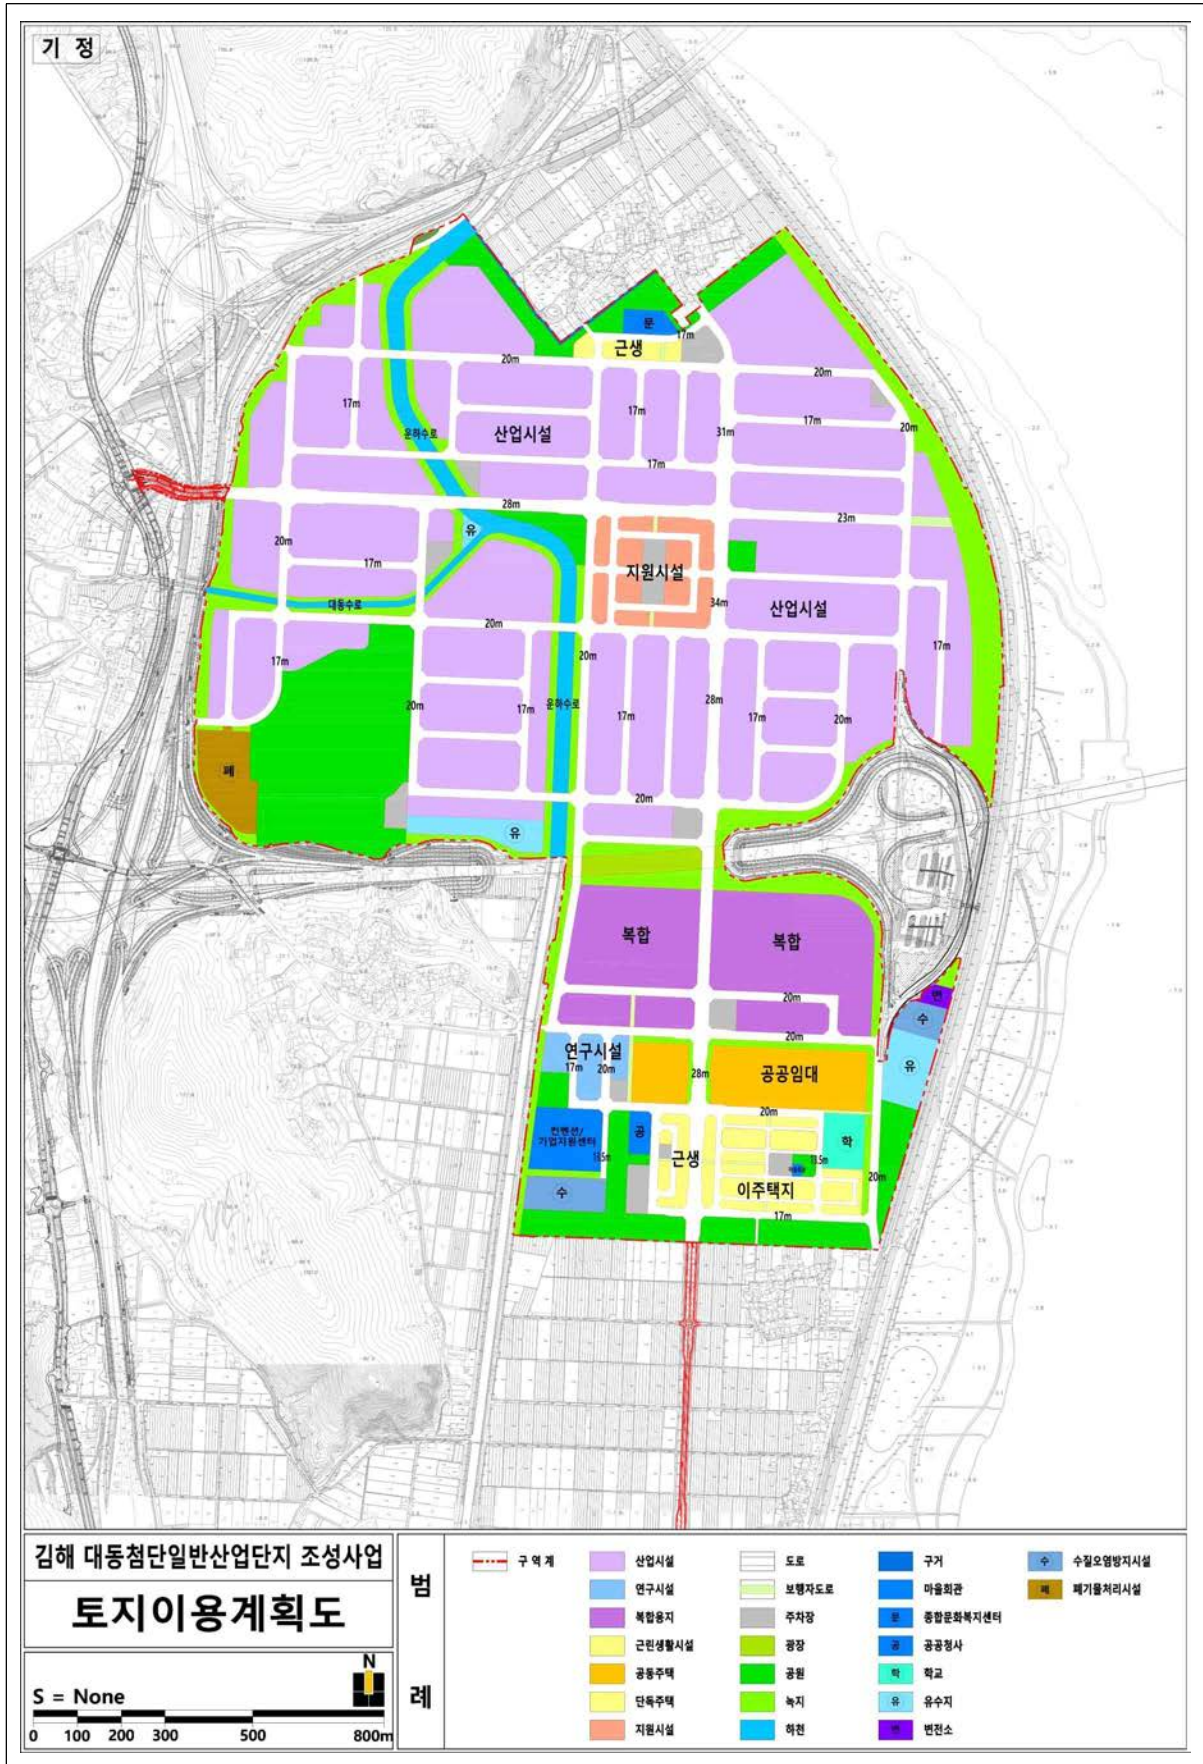 기 정
문
17m
근생
20m
20m
17m
17m
17m
20m
31m
운하수로
산업시설
17m
28m
23m
유
20m
17m
지원시설
대동수로
34m
산업시설
20m
17m
20m
17m
28m
20m
17m
운하수로
17m
17m
20m
폐
20m
유
복합
복합
변
20m
수
20m
연구시설
유
17m
20m
28m
공공임대
20m
컨벤션/
기업지원센터
공
학
근생
13.5m
20m
이주택지
수
17m
김해 대동첨단일반산업단지 조성사업
토지이용계획도
N
S = None
0 100 200 300 500 800m
범
례
구 역 계
산업시설
연구시설
복합용지
근린생활시설
공동주택
단독주택
지원시설
도로
보행자도로
주차장
광장
공원
녹지
하천
구거
마을회관
문 종합문화복지센터
공 공공청사
학 학교
유 유수지
변 변전소
수 수질오염방지시설
폐 폐기물처리시설